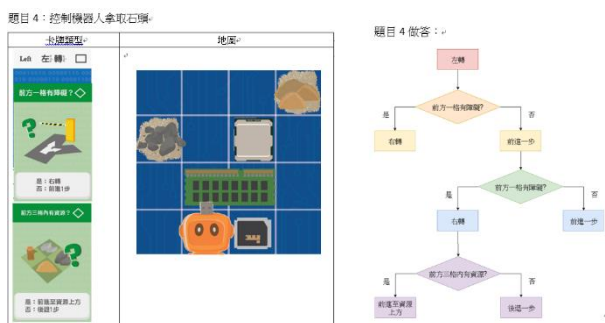 題目 4：控制機器人拿取石頭
卡牌類型
地圖
Left 左 轉
前方一格有障礙？
是：右轉
否：前進1步
前方三格內有資源？
是：前進至資源上方
否：後退1步
題目 4 做答：
左轉
前方一格有障礙?
是
否
右轉
前進一步
前方一格有障礙?
是
否
右轉
前進一步
前方三格內有資源?
是
否
前進至資源
上方
後退一步